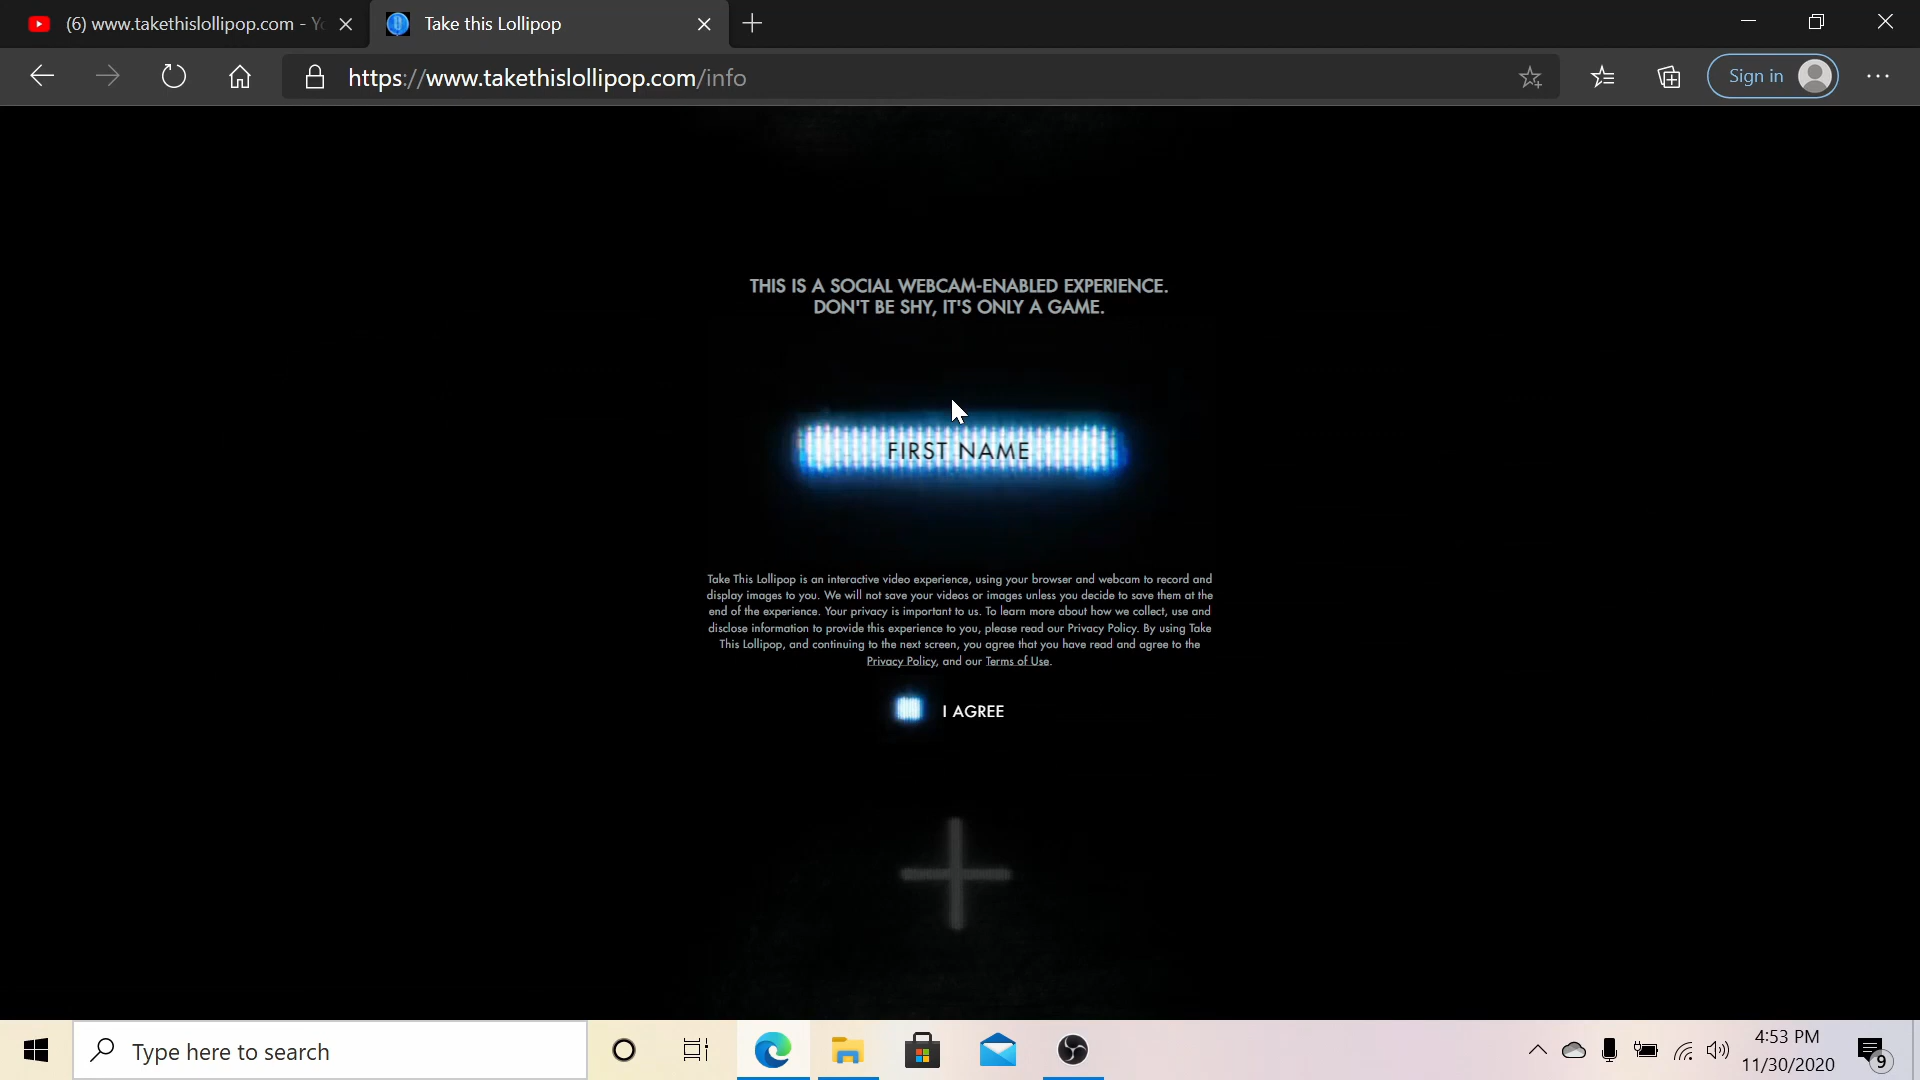 (6) www.takethislollipop.com - Yo
Take this Lollipop
https://www.takethislollipop.com/info
Sign in
THIS IS A SOCIAL WEBCAM-ENABLED EXPERIENCE.
DON'T BE SHY, IT'S ONLY A GAME.
FIRST NAME
Take This Lollipop is an interactive video experience, using your browser and webcam to record and
display images to you. We will not save your videos or images unless you decide to save them at the
end of the experience. Your privacy is important to us. To learn more about how we collect, use and
disclose information to provide this experience to you, please read our Privacy Policy. By using Take
This Lollipop, and continuing to the next screen, you agree that you have read and agree to the
Privacy Policy, and our Terms of Use.
I AGREE
Type here to search
4:53 PM
11/30/2020
9